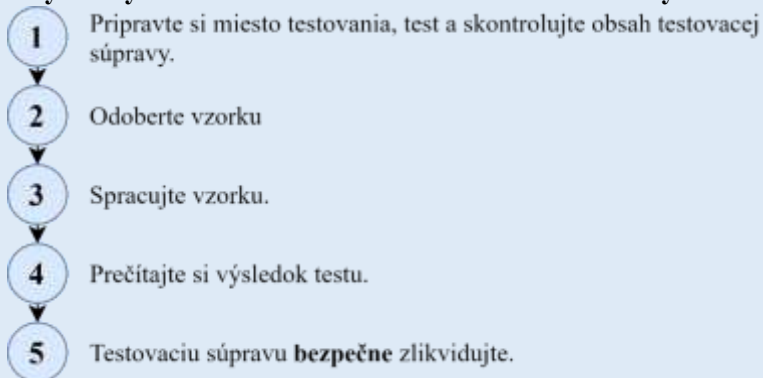 1 Pripravte si miesto testovania, test a skontrolujte obsah testovacej
súpravy.
2 Odoberte vzorku
3 Spracujte vzorku.
4 Prečítajte si výsledok testu.
5 Testovaciu súpravu bezpečne zlikvidujte.